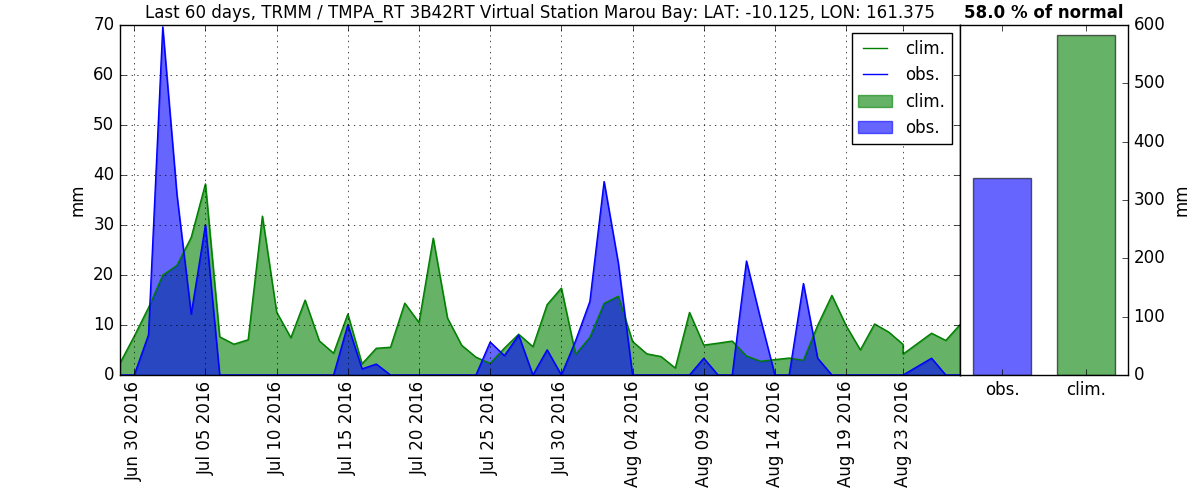 Last 60 days, TRMM / TMPA_RT 3B42RT Virtual Station Marou Bay: LAT: -10.125, LON: 161.375
58.0 % of normal
70
60
50
40
30
20
10
0
mm
clim.
obs.
clim.
obs.
600
500
400
300
200
100
0
mm
Jun 30 2016
Jul 05 2016
Jul 10 2016
Jul 15 2016
Jul 20 2016
Jul 25 2016
Jul 30 2016
Aug 04 2016
Aug 09 2016
Aug 14 2016
Aug 19 2016
Aug 23 2016
obs.
clim.